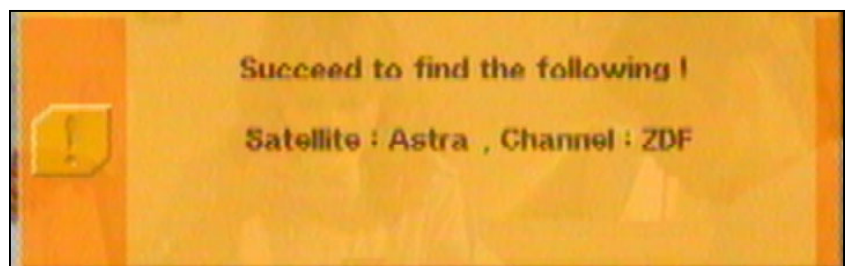 Succeed to find the following !
Satellite : Astra , Channel : ZDF